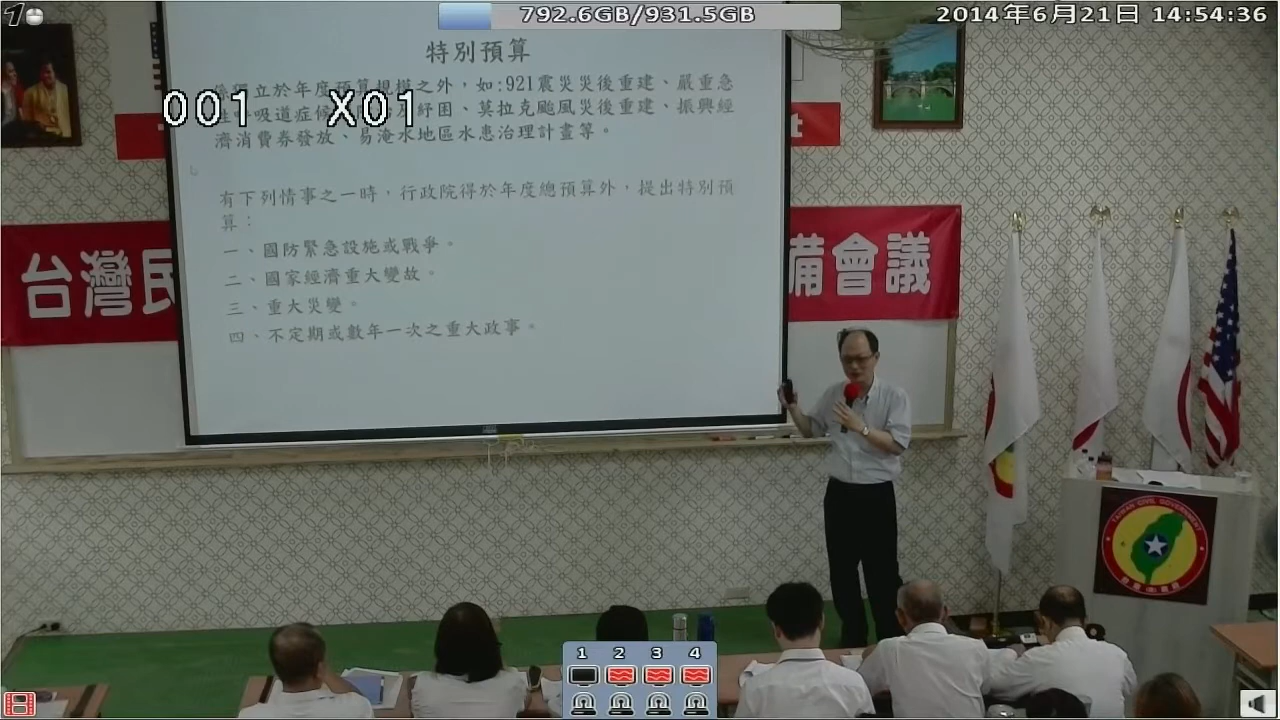 1
792.6GB/931.5GB
2014年6月21日 14:54:36
特別預算
立於年度預算規模之外，如:921震災災後重建、嚴重急
呼吸道症候 紓困、莫拉克颱風災後重建、振興經
濟消費券發放、易淹水地區水患治理計畫等。
001 X01
有下列情事之一時，行政院得於年度總預算外，提出特別預
算：
一、國防緊急設施或戰爭。
二、國家經濟重大變故。
三、重大災變。
四、不定期或數年一次之重大政事。
台灣民
備會議
t
TAIWAN CIVIL GOVERNMENT
1 2 3 4